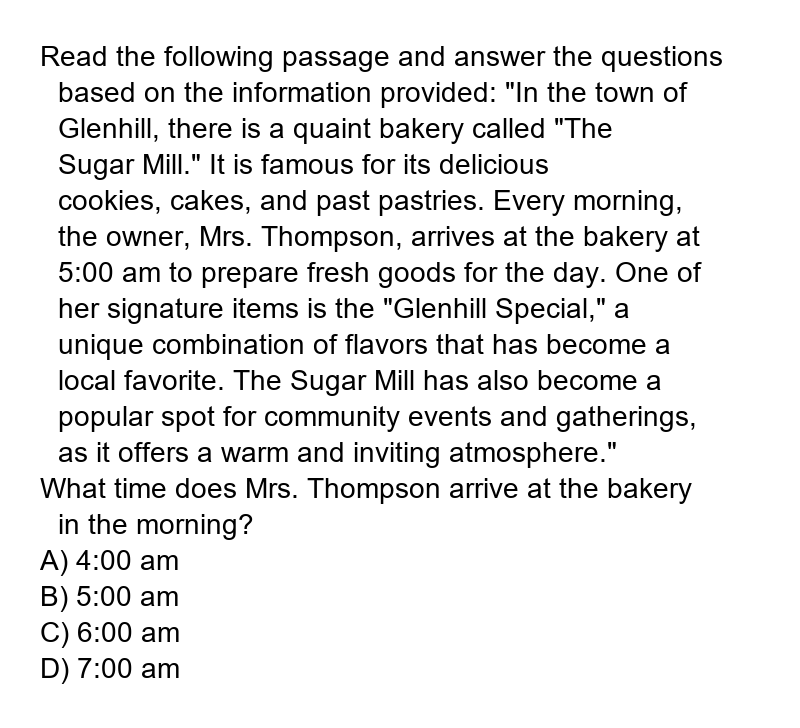 Read the following passage and answer the questions
based on the information provided: "In the town of
Glenhill, there is a quaint bakery called "The
Sugar Mill." It is famous for its delicious
cookies, cakes, and past pastries. Every morning,
the owner, Mrs. Thompson, arrives at the bakery at
5:00 am to prepare fresh goods for the day. One of
her signature items is the "Glenhill Special," a
unique combination of flavors that has become a
local favorite. The Sugar Mill has also become a
popular spot for community events and gatherings,
as it offers a warm and inviting atmosphere."
What time does Mrs. Thompson arrive at the bakery
in the morning?
A) 4:00 am
B) 5:00 am
C) 6:00 am
D) 7:00 am